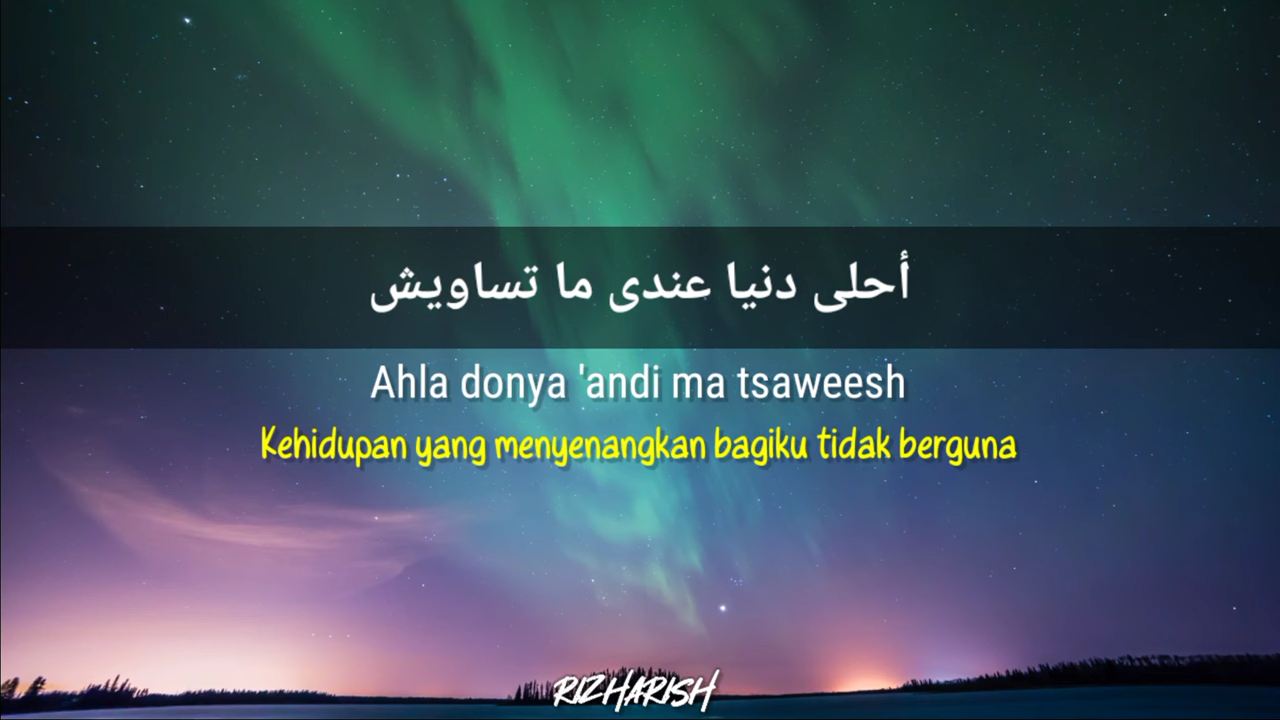 أحلى دنيا عندى ما تساويش
Ahla donya 'andi ma tsaweesh
Kehidupan yang menyenangkan bagiku tidak berguna
RIZHARISH